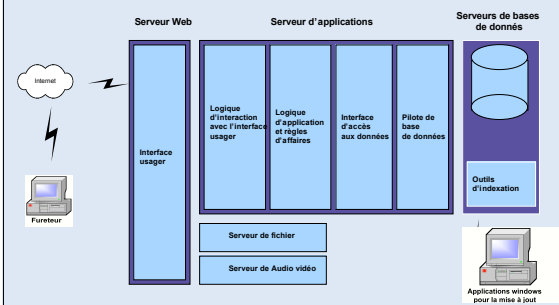 Serveur Web
Serveur d'applications
Serveurs de bases
de donnés
Internet
Fureteur
Interface
usager
Logique
d'interaction
avec l'interface
usager
Logique
d'application
et règles
d'affaires
Interface
d'accès
aux données
Pilote de
base
de données
Outils
d'indexation
Serveur de fichier
Serveur de Audio vidéo
Applications windows
pour la mise à jout